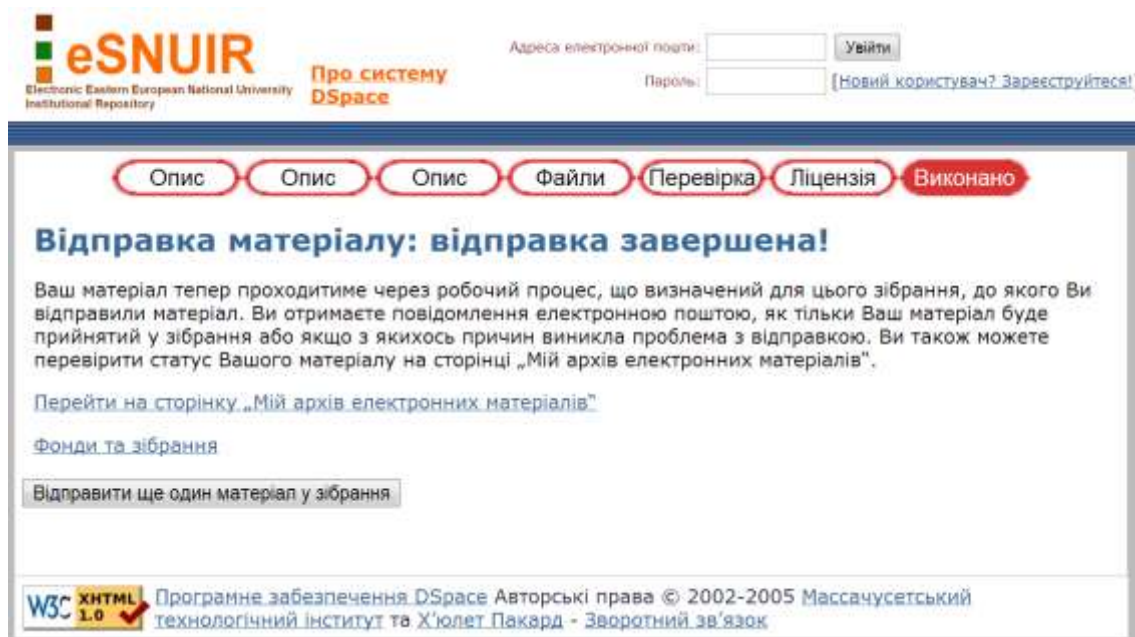 eSNUIR
Electronic Eastern European National University
Institutional Repository
Про систему
DSpace
Адреса електронної пошти:
Увійти
Пароль:
[Новий користувач? Зареєструйтеся!
Опис Опис Опис Файли Перевірка Ліцензія Виконано
Відправка матеріалу: відправка завершена!
Ваш матеріал тепер проходитиме через робочий процес, що визначений для цього зібрання, до якого Ви
відправили матеріал. Ви отримаєте повідомлення електронною поштою, як тільки Ваш матеріал буде
прийнятий у зібрання або якщо з якихось причин виникла проблема з відправкою. Ви також можете
перевірити статус Вашого матеріалу на сторінці „Мій архів електронних матеріалів“.
Перейти на сторінку „Мій архів електронних матеріалів“
Фонди та зібрання
Відправити ще один матеріал у зібрання
W3C XHTML 1.0
Програмне забезпечення DSpace Авторські права © 2002-2005 Массачусетський
технологічний інститут та Х'юлет Пакард - Зворотний зв'язок